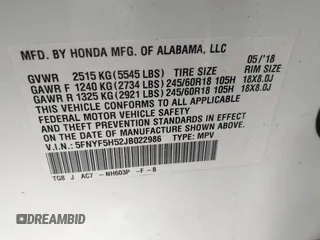 MFD. BY HONDA MFG. OF ALABAMA, LLC
05/'18
GVWR 2515 KG (5545 LBS) TIRE SIZE RIM SIZE
GAWR F 1240 KG (2734 LBS) 245/60R18 105H 18X8.0J
GAWR R 1325 KG (2921 LBS) 245/60R18 105H 18X8.0J
THIS VEHICLE CONFORMS TO ALL APPLICABLE
FEDERAL MOTOR VEHICLE SAFETY AND THEFT
PREVENTION STANDARDS IN EFFECT ON THE
DATE OF MANUFACTURE SHOWN ABOVE.
V.I.N.: 5FNYF5H52JB022986 TYPE: MPV
TG8 J AC7 -NH603P -F -B
DREAMBID
DREAMBID.COM